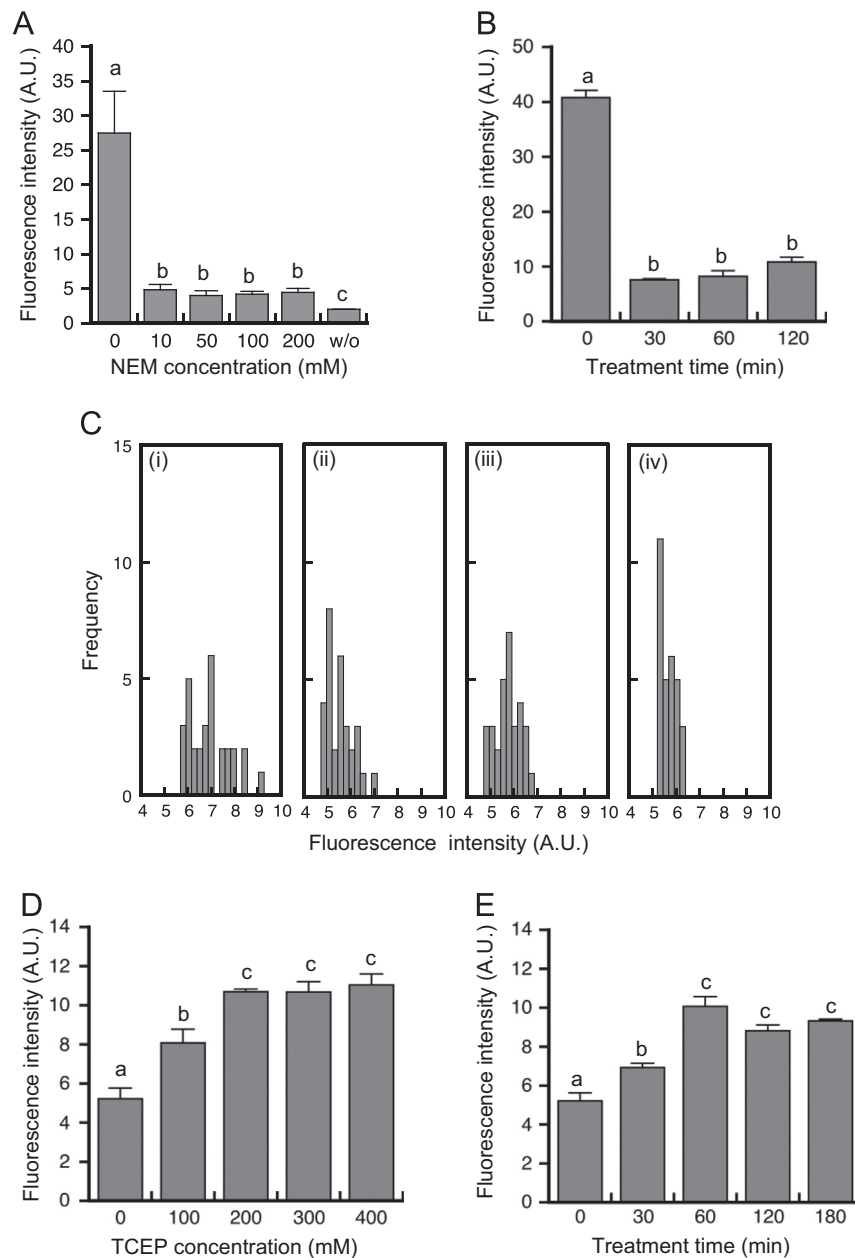 A
Fluorescence intensity (A.U.)
40
35
30
25
20
15
10
5
0
a
b
b
b
b
c
0 10 50 100 200 w/o
NEM concentration (mM)
B
Fluorescence intensity (A.U.)
50
40
30
20
10
0
a
b
b
b
0 30 60 120
Treatment time (min)
C
Frequency
15
10
5
0
(i)
(ii)
(iii)
(iv)
4 5 6 7 8 9 10
4 5 6 7 8 9 10
4 5 6 7 8 9 10
4 5 6 7 8 9 10
Fluorescence intensity (A.U.)
D
Fluorescence intensity (A.U.)
14
12
10
8
6
4
2
0
a
b
c
c
c
0 100 200 300 400
TCEP concentration (mM)
E
Fluorescence intensity (A.U.)
14
12
10
8
6
4
2
0
a
b
c
c
c
0 30 60 120 180
Treatment time (min)